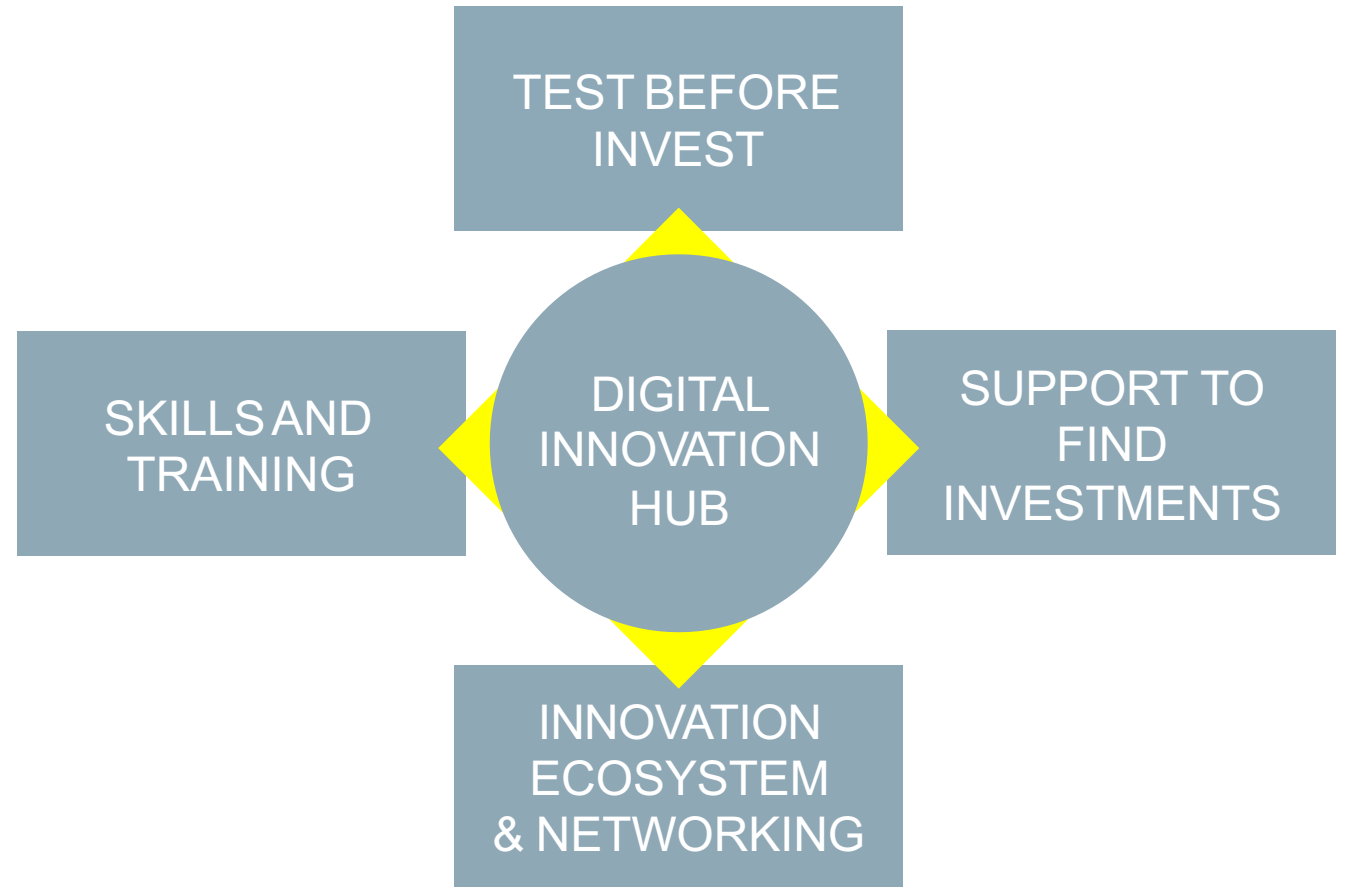 TEST BEFORE
INVEST
SKILLS AND
TRAINING
DIGITAL
INNOVATION
HUB
SUPPORT TO
FIND
INVESTMENTS
INNOVATION
ECOSYSTEM
& NETWORKING